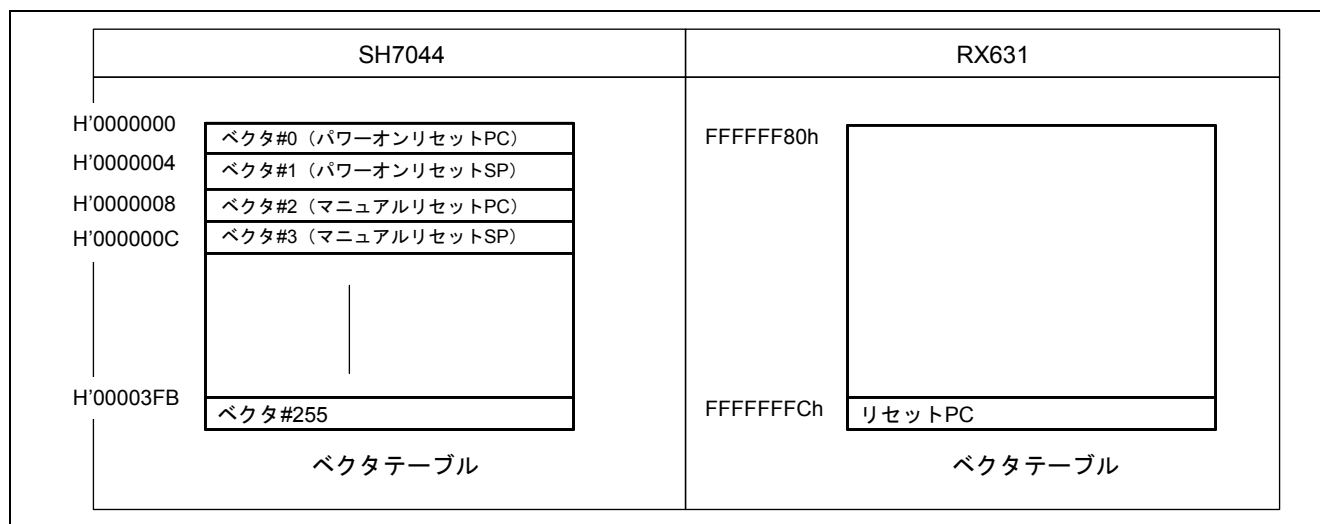 SH7044
RX631
H'0000000
ベクタ#0（パワーオンリセットPC）
H'0000004
ベクタ#1（パワーオンリセットSP）
H'0000008
ベクタ#2（マニュアルリセットPC）
H'000000C
ベクタ#3（マニュアルリセットSP）
H'00003FB
ベクタ#255
ベクタテーブル
FFFFFF80h
FFFFFFFCh
リセットPC
ベクタテーブル